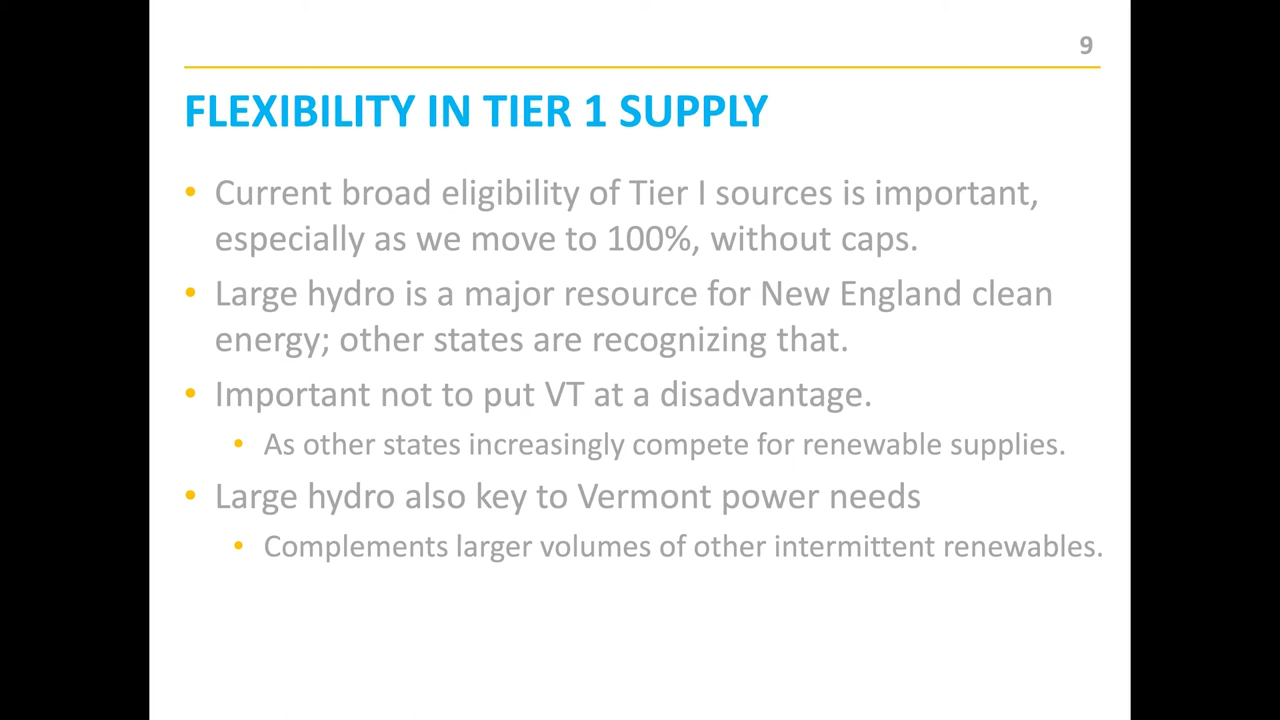 9
FLEXIBILITY IN TIER 1 SUPPLY
• Current broad eligibility of Tier I sources is important,
especially as we move to 100%, without caps.
• Large hydro is a major resource for New England clean
energy; other states are recognizing that.
• Important not to put VT at a disadvantage.
• As other states increasingly compete for renewable supplies.
• Large hydro also key to Vermont power needs
• Complements larger volumes of other intermittent renewables.